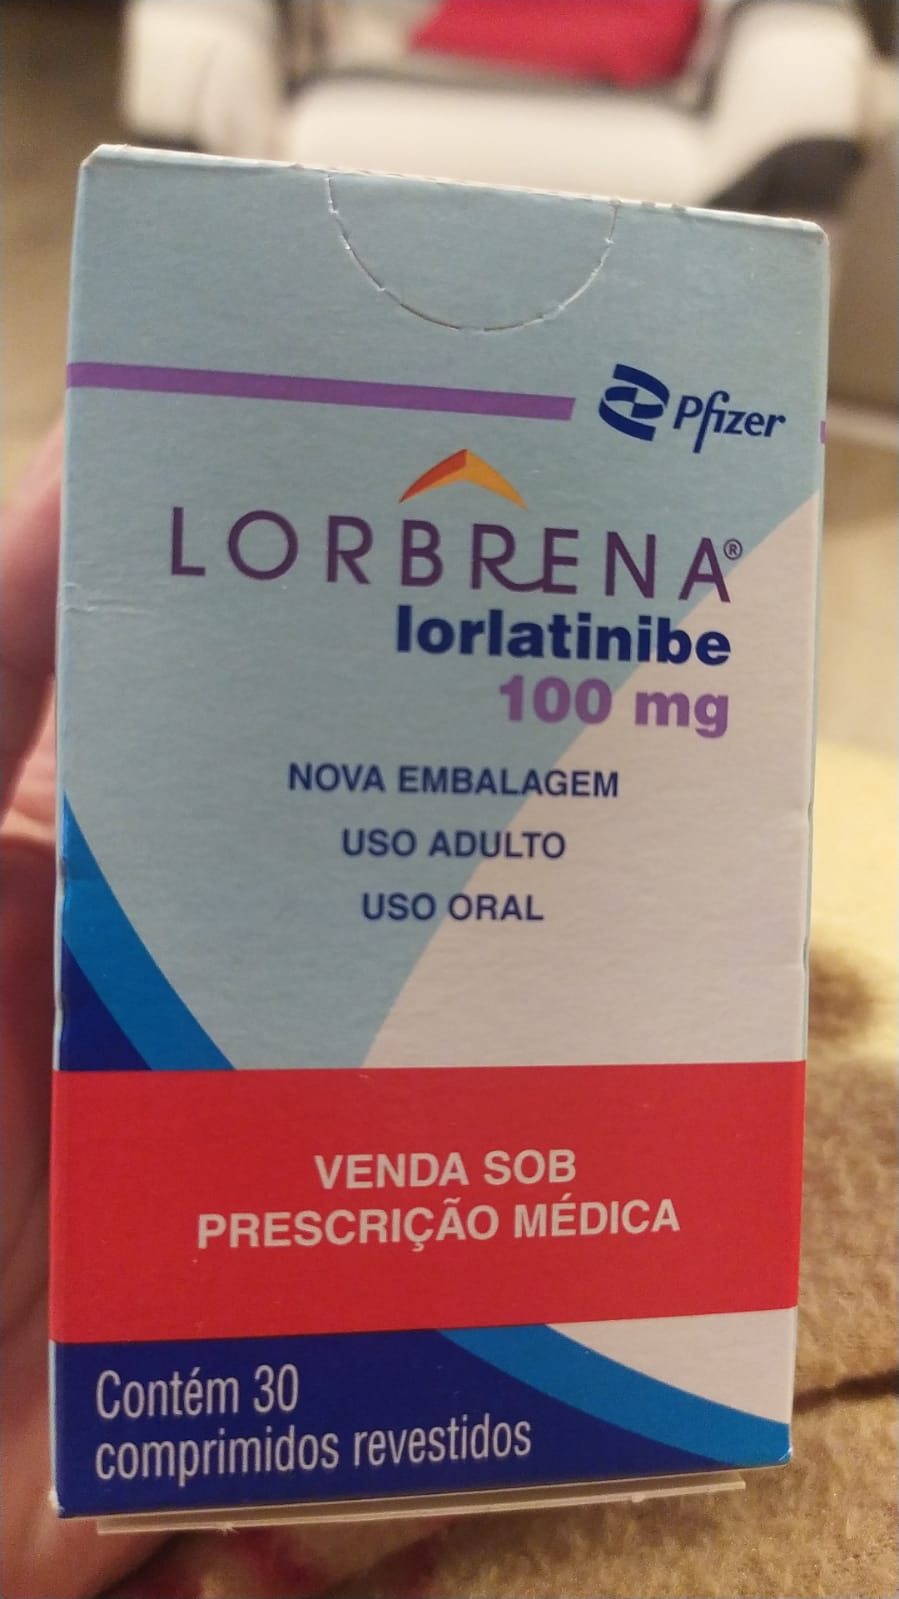 Pfizer
LORBRENA®
lorlatinibe
100 mg
NOVA EMBALAGEM
USO ADULTO
USO ORAL
VENDA SOB
PRESCRIÇÃO MÉDICA
Contém 30
comprimidos revestidos